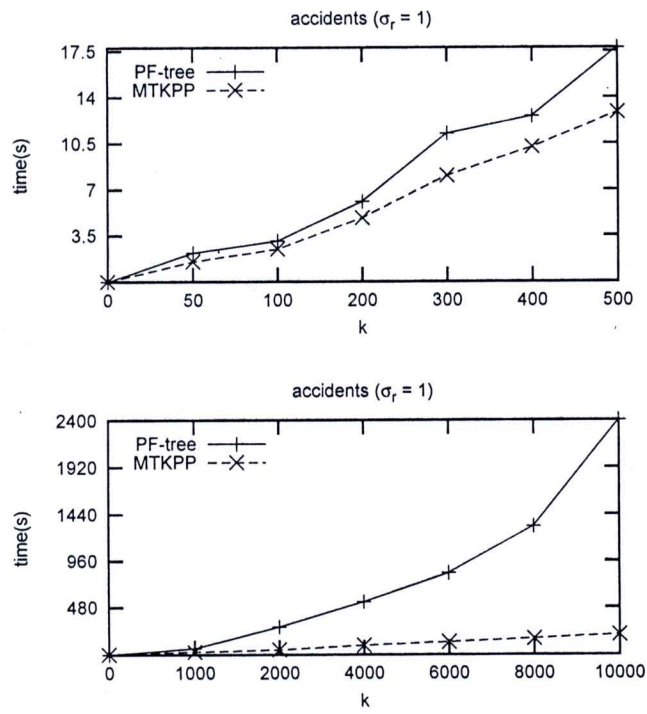 accidents (σr = 1)
17.5
14
10.5
7
3.5
time(s)
PF-tree
MTKPP
0 50 100 200 300 400 500
k
accidents (σr = 1)
2400
1920
1440
960
480
time(s)
PF-tree
MTKPP
0 1000 2000 4000 6000 8000 10000
k